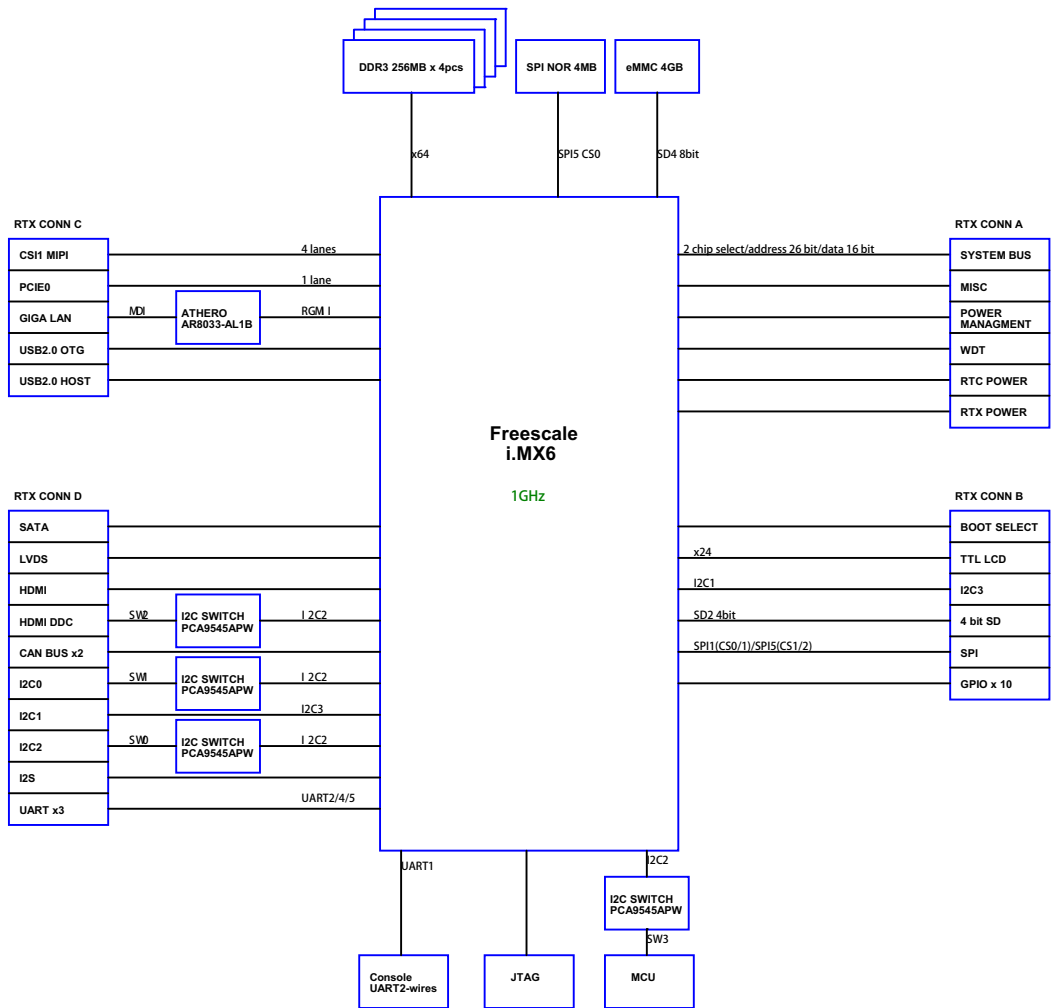 DDR3 256MB x 4pcs
SPI NOR 4MB
eMMC 4GB
x64
SPI5 CS0
SD4 8bit
RTX CONN C
CSI1 MIPI
4 lanes
PCIE0
1 lane
GIGA LAN
MDI
ATHERO
AR8033-AL1B
RGMI I
USB2.0 OTG
USB2.0 HOST
RTX CONN A
2 chip select/address 26 bit/data 16 bit
SYSTEM BUS
MISC
POWER
MANAGMENT
WDT
RTC POWER
RTX POWER
Freescale
i.MX6
1GHz
RTX CONN D
SATA
LVDS
HDMI
HDMI DDC
SW2
I2C SWITCH
PCA9545APW
I 2C2
CAN BUS x2
I2C0
SW1
I2C SWITCH
PCA9545APW
I 2C2
I2C1
I2C3
I2C2
SW0
I2C SWITCH
PCA9545APW
I 2C2
I2S
UART x3
UART2/4/5
RTX CONN B
BOOT SELECT
x24
TTL LCD
I2C1
I2C3
SD2 4bit
4 bit SD
SPI1(CS0/1)/SPI5(CS1/2)
SPI
GPIO x 10
UART1
I2C2
I2C SWITCH
PCA9545APW
SW3
Console
UART2-wires
JTAG
MCU